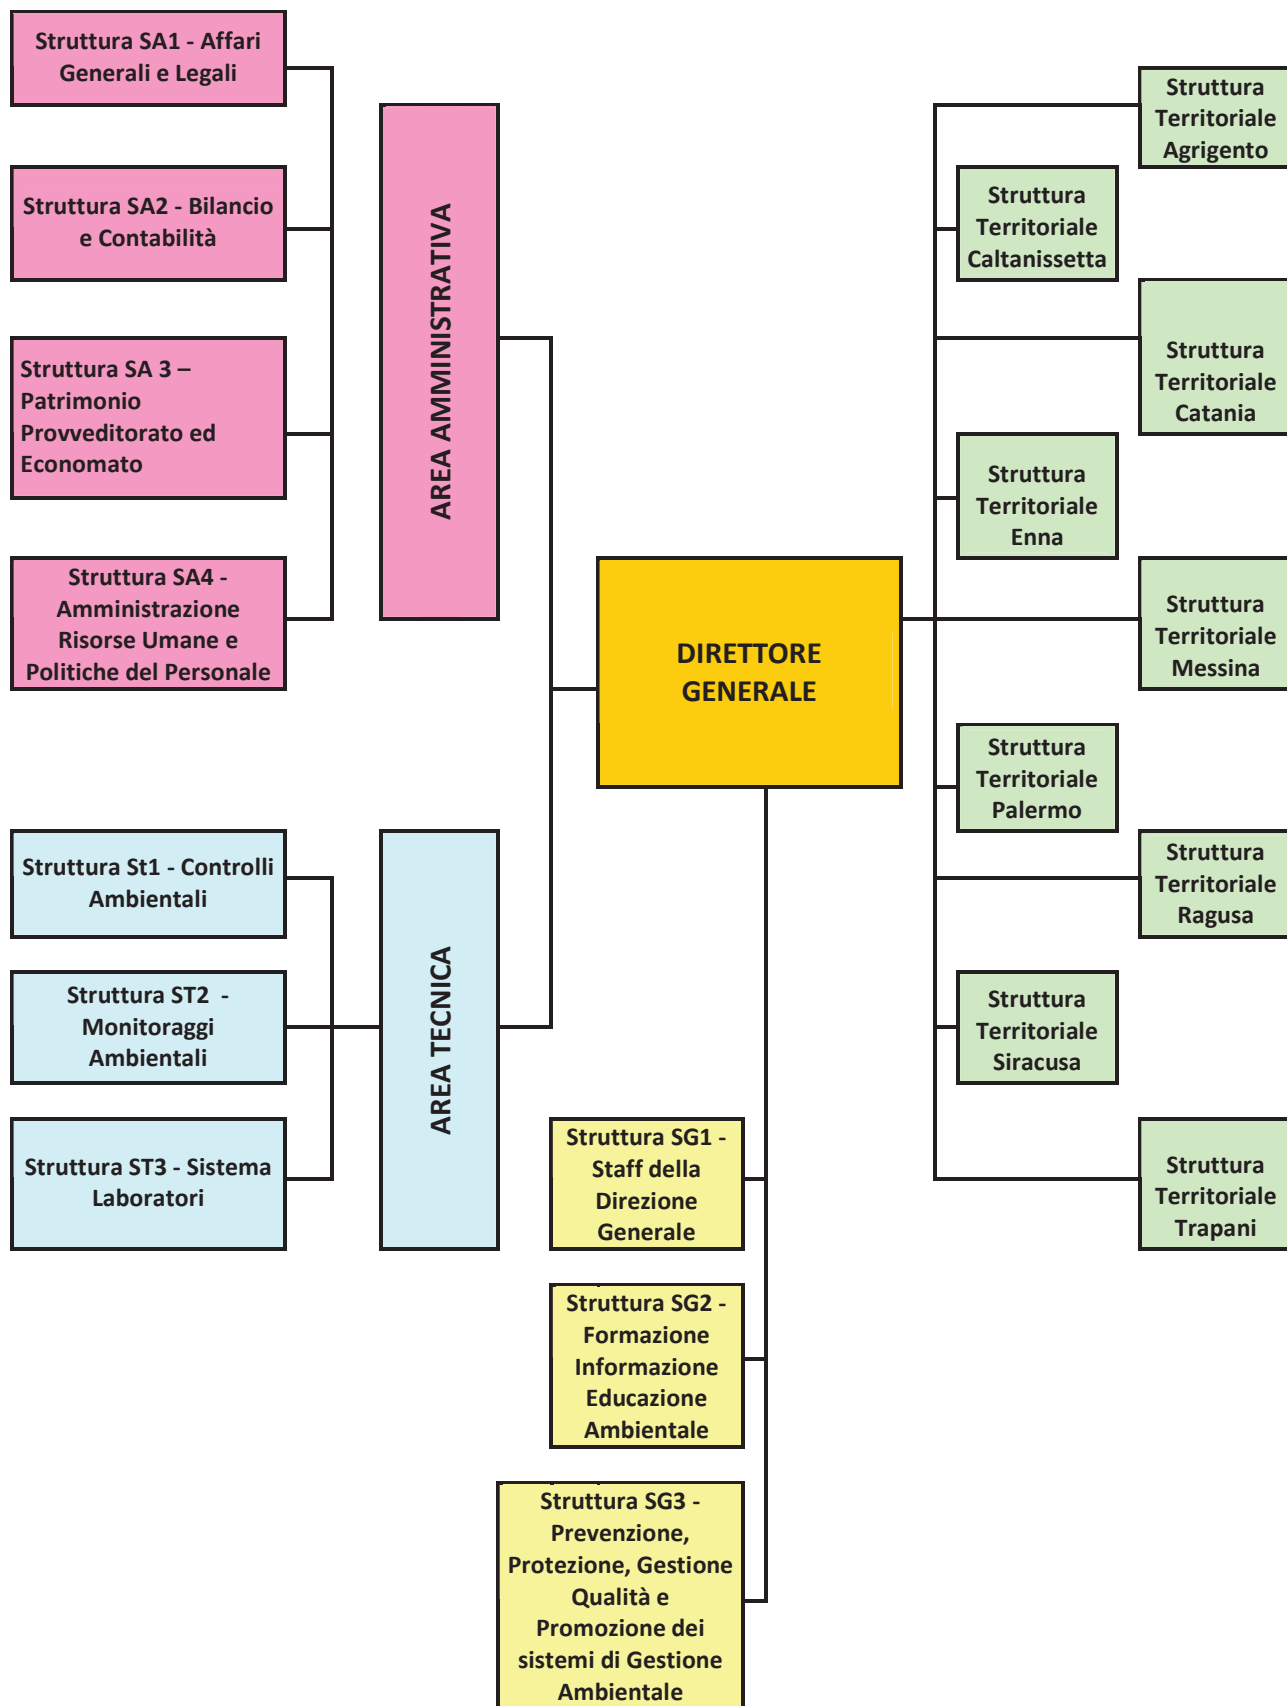 Struttura SA1 - Affari
Generali e Legali
Struttura SA2 - Bilancio
e Contabilità
Struttura SA 3 –
Patrimonio
Provveditorato ed
Economato
Struttura SA4 -
Amministrazione
Risorse Umane e
Politiche del Personale
AREA AMMINISTRATIVA
Struttura St1 - Controlli
Ambientali
Struttura ST2 -
Monitoraggi
Ambientali
Struttura ST3 - Sistema
Laboratori
AREA TECNICA
DIRETTORE
GENERALE
Struttura SG1 -
Staff della
Direzione
Generale
Struttura SG2 -
Formazione
Informazione
Educazione
Ambientale
Struttura SG3 -
Prevenzione,
Protezione, Gestione
Qualità e
Promozione dei
sistemi di Gestione
Ambientale
Struttura
Territoriale
Agrigento
Struttura
Territoriale
Caltanissetta
Struttura
Territoriale
Catania
Struttura
Territoriale
Enna
Struttura
Territoriale
Messina
Struttura
Territoriale
Palermo
Struttura
Territoriale
Ragusa
Struttura
Territoriale
Siracusa
Struttura
Territoriale
Trapani